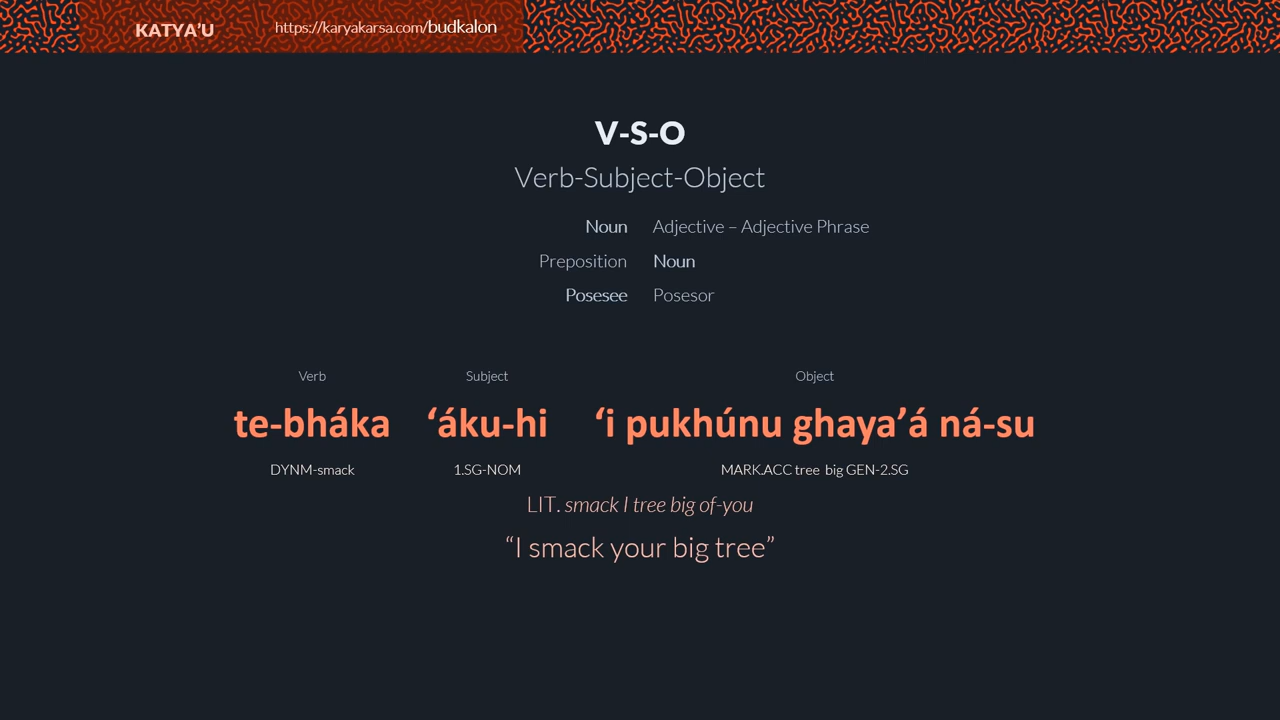 KATYA’U https://karyakarsa.com/budkalon
V-S-O
Verb-Subject-Object
Noun Adjective – Adjective Phrase
Preposition Noun
Posesee Posesor
Verb Subject Object
te-bháka ‘áku-hi ‘i pukhúnu ghaya’á ná-su
DYNM-smack 1.SG-NOM MARK.ACC tree big GEN-2.SG
LIT. smack I tree big of-you
“I smack your big tree”